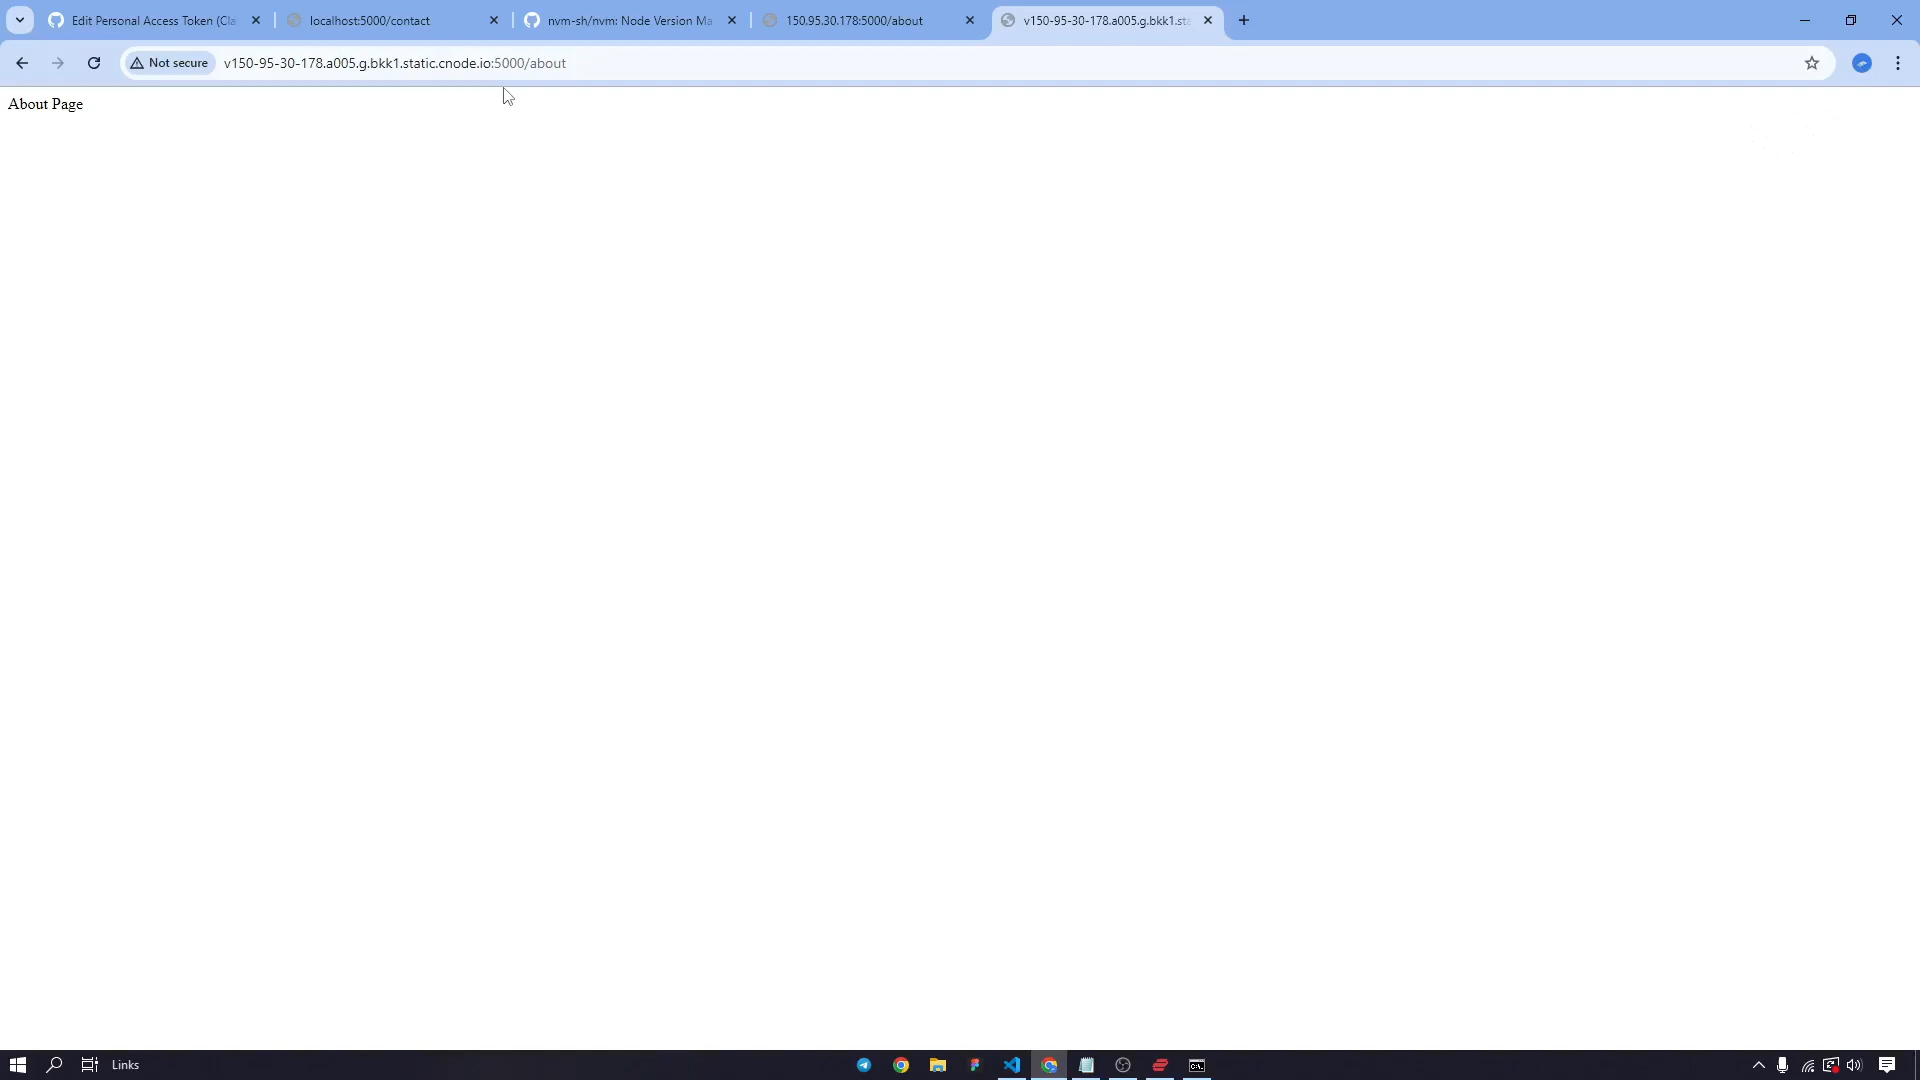 Edit Personal Access Token (Cla
localhost:5000/contact
nvm-sh/nvm: Node Version Ma
150.95.30.178:5000/about
v150-95-30-178.a005.g.bkk1.sta
Not secure
v150-95-30-178.a005.g.bkk1.static.cnode.io:5000/about
About Page
Links